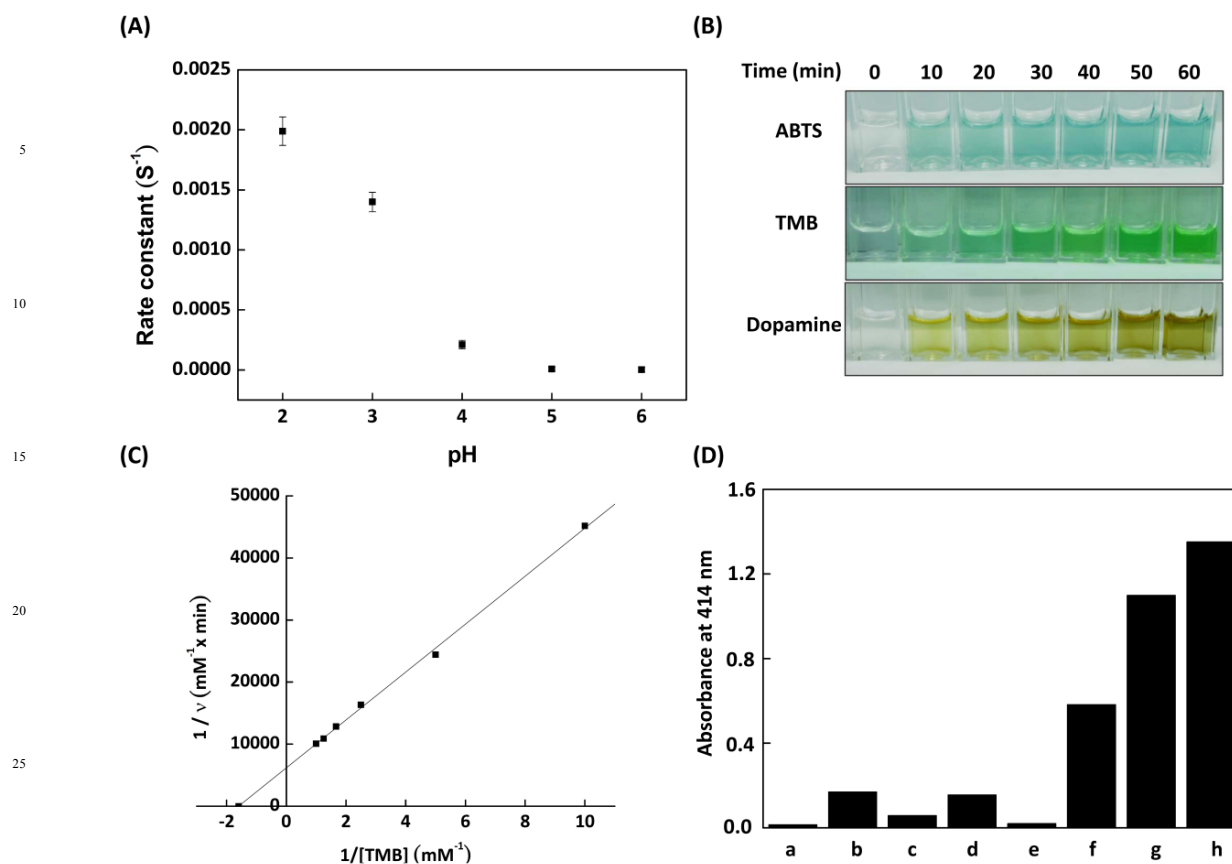 (A)
0.0025
0.0020
0.0015
0.0010
0.0005
0.0000
Rate constant (S⁻¹)
2 3 4 5 6
pH
(B)
Time (min) 0 10 20 30 40 50 60
ABTS
TMB
Dopamine
5
10
15
20
25
(C)
50000
40000
30000
20000
10000
0
1 / ν (mM⁻¹ x min)
-2 0 2 4 6 8 10
1/[TMB] (mM⁻¹)
(D)
1.6
1.2
0.8
0.4
0.0
Absorbance at 414 nm
a b c d e f g h